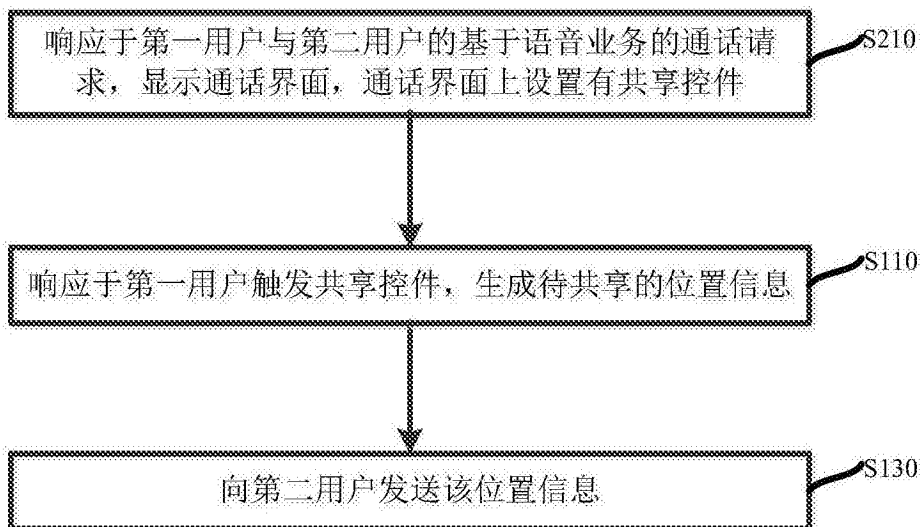 响应于第一用户与第二用户的基于语音业务的通话请
求，显示通话界面，通话界面上设置有共享控件
S210
响应于第一用户触发共享控件，生成待共享的位置信息
S110
向第二用户发送该位置信息
S130